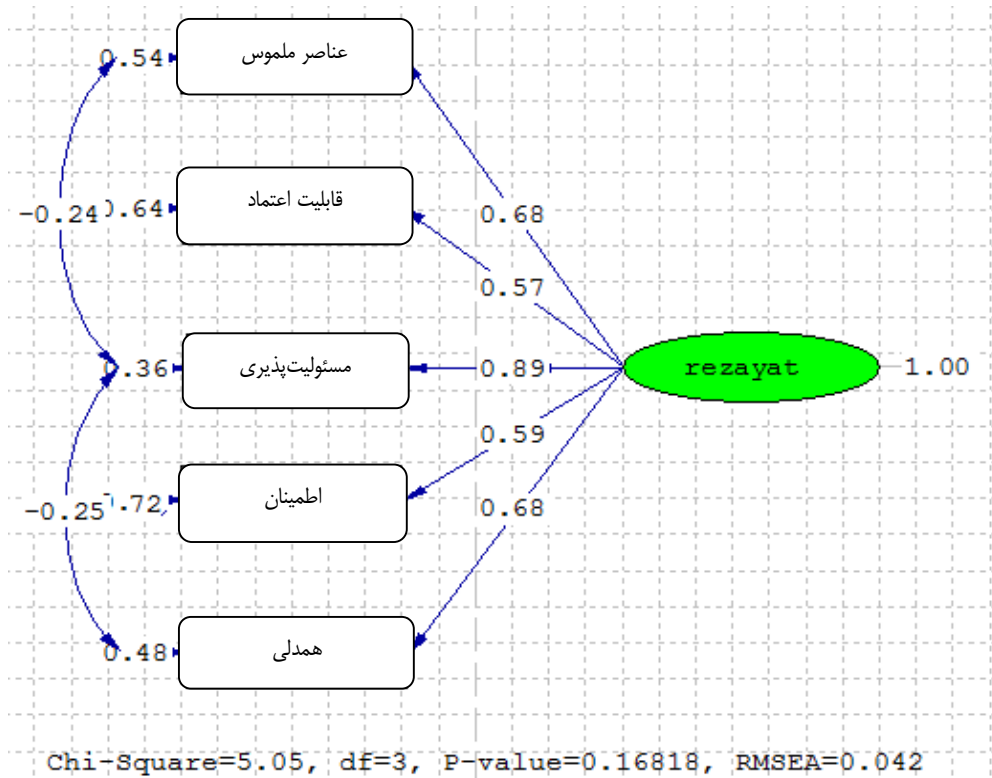 0.54
عناصر ملموس
-0.24
0.64
قابلیت اعتماد
0.68
0.57
0.36
مسئولیت‌پذیری
0.89
rezayat
1.00
0.59
-0.25
0.72
اطمینان
0.68
0.48
همدلی
Chi-Square=5.05, df=3, P-value=0.16818, RMSEA=0.042